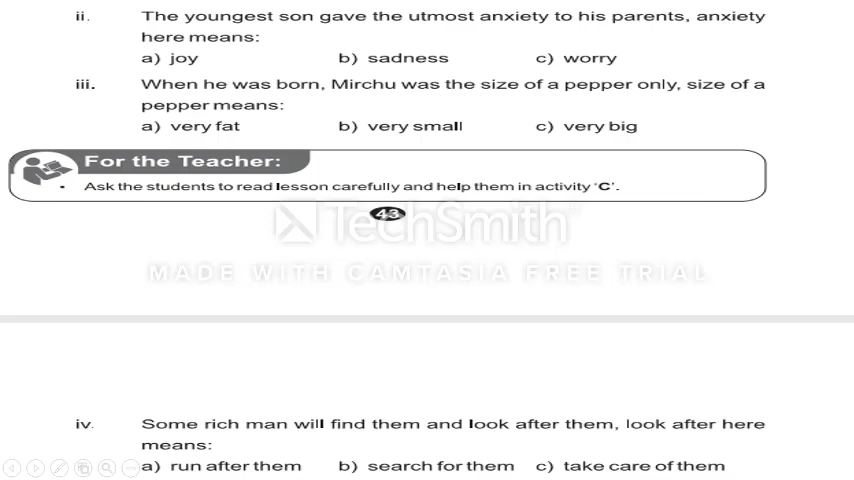 ii. The youngest son gave the utmost anxiety to his parents, anxiety
here means:
a) joy b) sadness c) worry
iii. When he was born, Mirchu was the size of a pepper only, size of a
pepper means:
a) very fat b) very small c) very big
For the Teacher:
• Ask the students to read lesson carefully and help them in activity ‘C’.
43
TechSmith
MADE WITH CAMTASIA FREE TRIAL
iv. Some rich man will find them and look after them, look after here
means:
a) run after them b) search for them c) take care of them